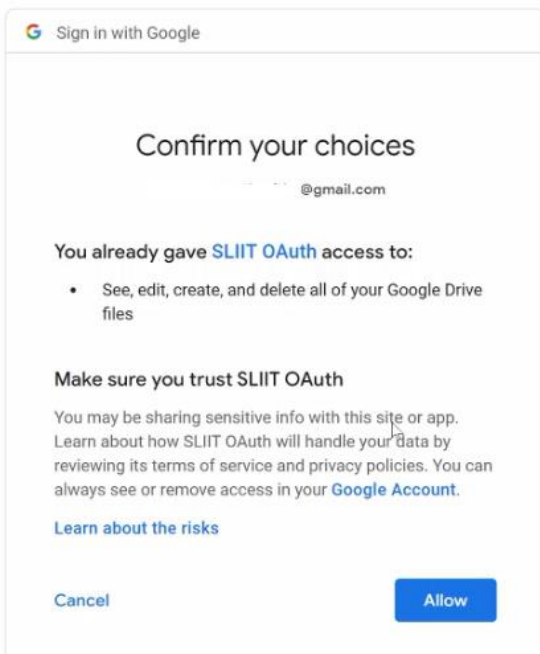 Sign in with Google
Confirm your choices
@gmail.com
You already gave SLIIT OAuth access to:
• See, edit, create, and delete all of your Google Drive
files
Make sure you trust SLIIT OAuth
You may be sharing sensitive info with this site or app.
Learn about how SLIIT OAuth will handle your data by
reviewing its terms of service and privacy policies. You can
always see or remove access in your Google Account.
Learn about the risks
Cancel
Allow